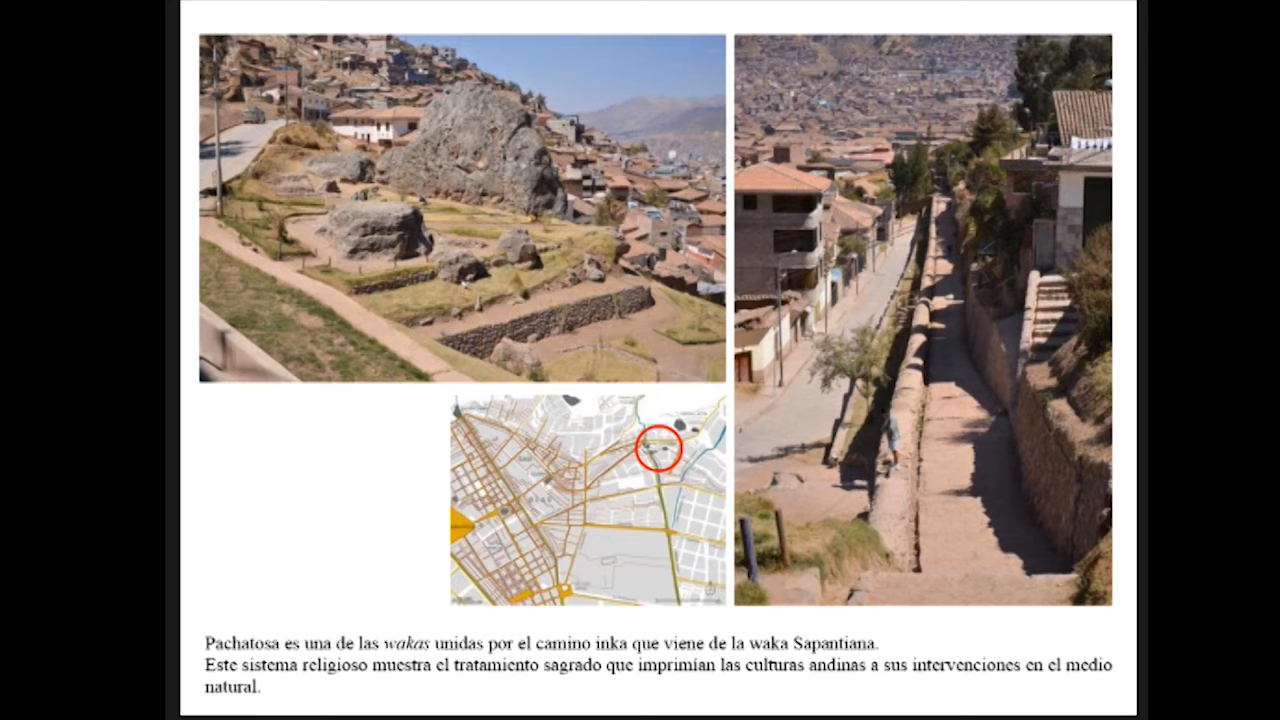 Pachatosa es una de las wakas unidas por el camino inka que viene de la waka Sapantiana.
Este sistema religioso muestra el tratamiento sagrado que imprimían las culturas andinas a sus intervenciones en el medio
natural.